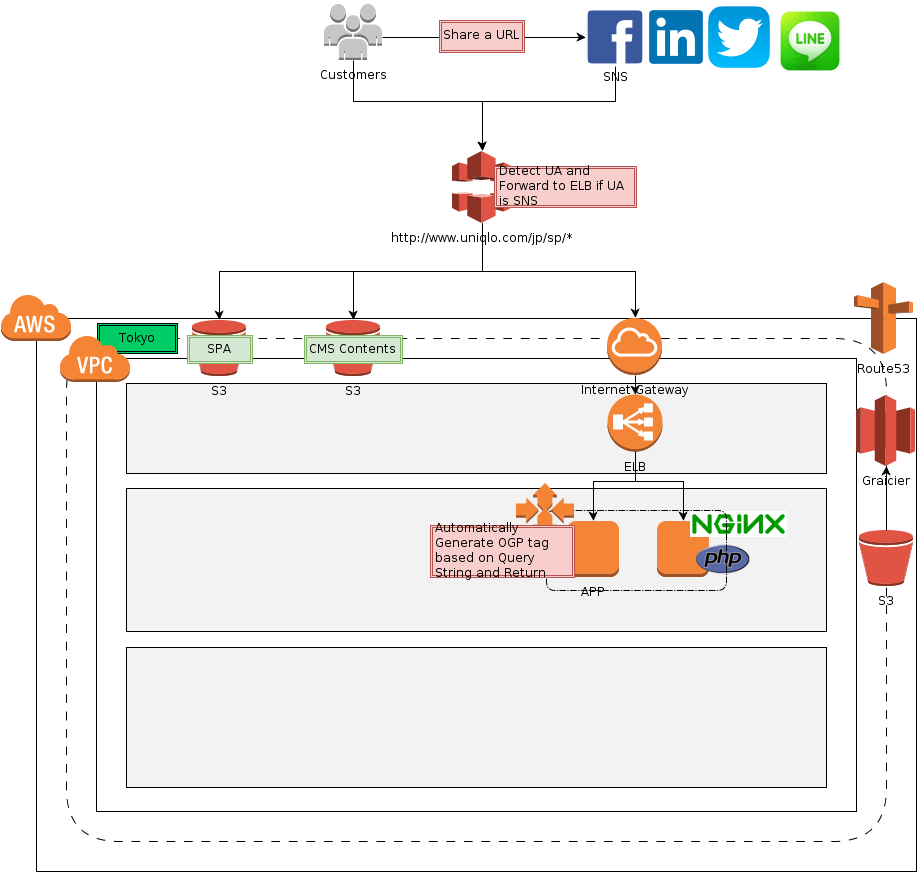 Share a URL
LINE
Customers
SNS
Detect UA and
Forward to ELB if UA
is SNS
http://www.uniqlo.com/jp/sp/*
AWS
Tokyo
VPC
SPA
CMS Contents
S3
S3
Internet Gateway
Route53
ELB
Graicier
NGiNX
Automatically
Generate OGP tag
based on Query
String and Return
php
APP
S3